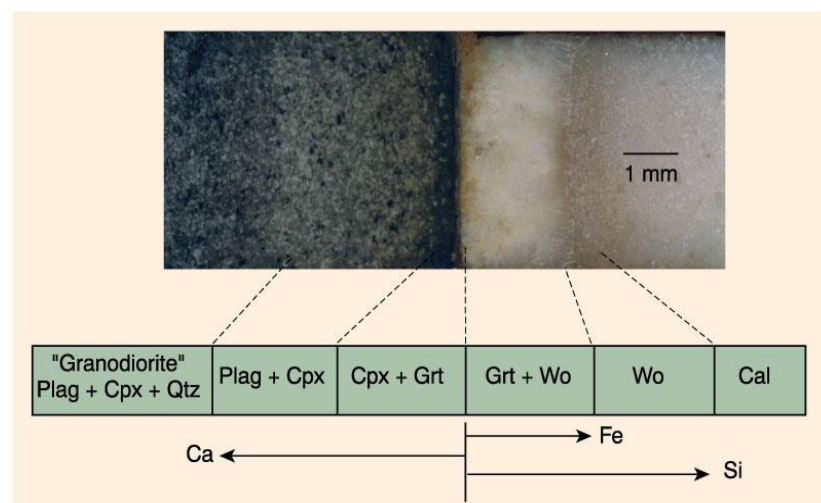 1 mm
"Granodiorite"
Plag + Cpx + Qtz
Plag + Cpx
Cpx + Grt
Grt + Wo
Wo
Cal
Fe
Ca
Si